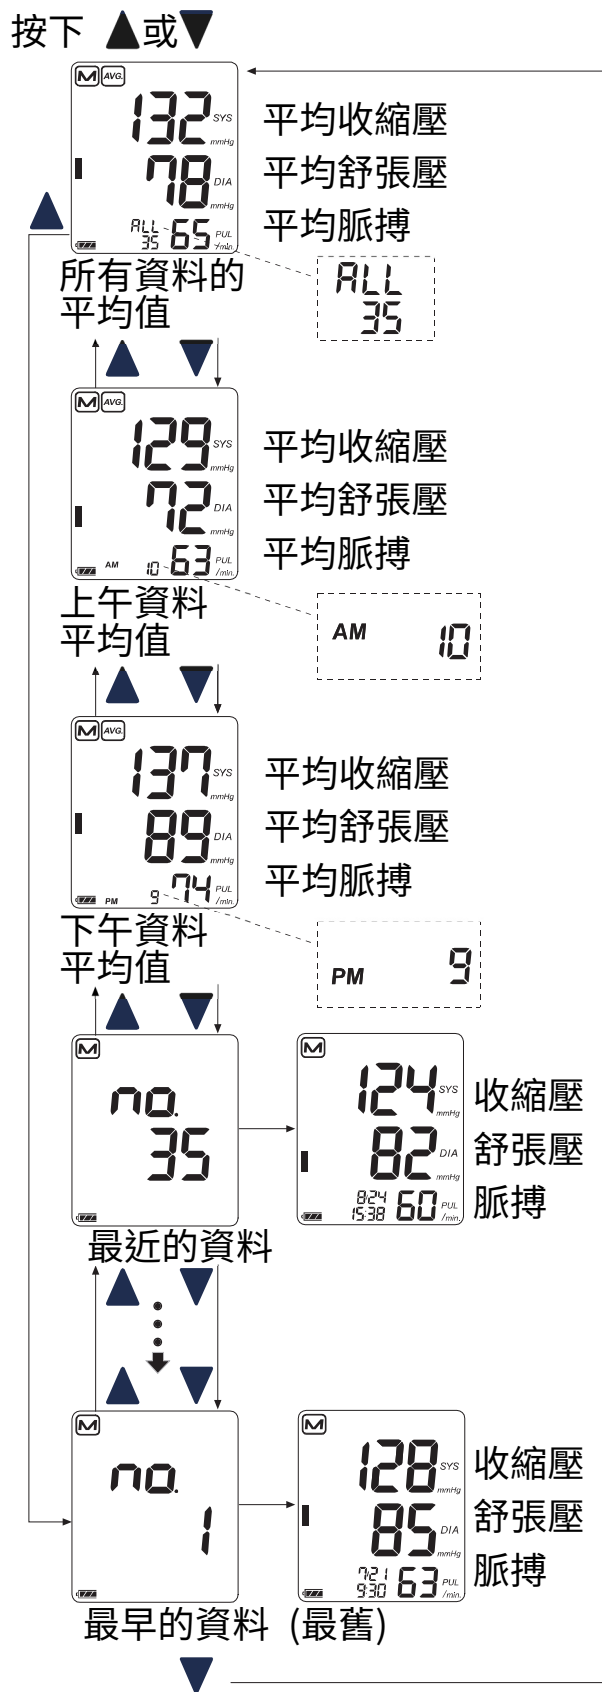 按下 ▲或▼
M AVG.
132 SYS mmHg
平均收縮壓
78 DIA mmHg
平均舒張壓
ALL 35 65 PUL /min.
平均脈搏
ALL
35
所有資料的
平均值
▲ ▼
M AVG.
129 SYS mmHg
平均收縮壓
72 DIA mmHg
平均舒張壓
AM 10 63 PUL /min.
平均脈搏
AM 10
上午資料
平均值
▲ ▼
M AVG.
137 SYS mmHg
平均收縮壓
89 DIA mmHg
平均舒張壓
PM 9 74 PUL /min.
平均脈搏
PM 9
下午資料
平均值
▲ ▼
M
no.
35
M
124 SYS mmHg
收縮壓
82 DIA mmHg
舒張壓
8/24 15:38 60 PUL /min.
脈搏
最近的資料
▲ ▼
▲ ▼
M
no.
1
M
128 SYS mmHg
收縮壓
85 DIA mmHg
舒張壓
7/21 9:30 63 PUL /min.
脈搏
最早的資料 (最舊)
▼